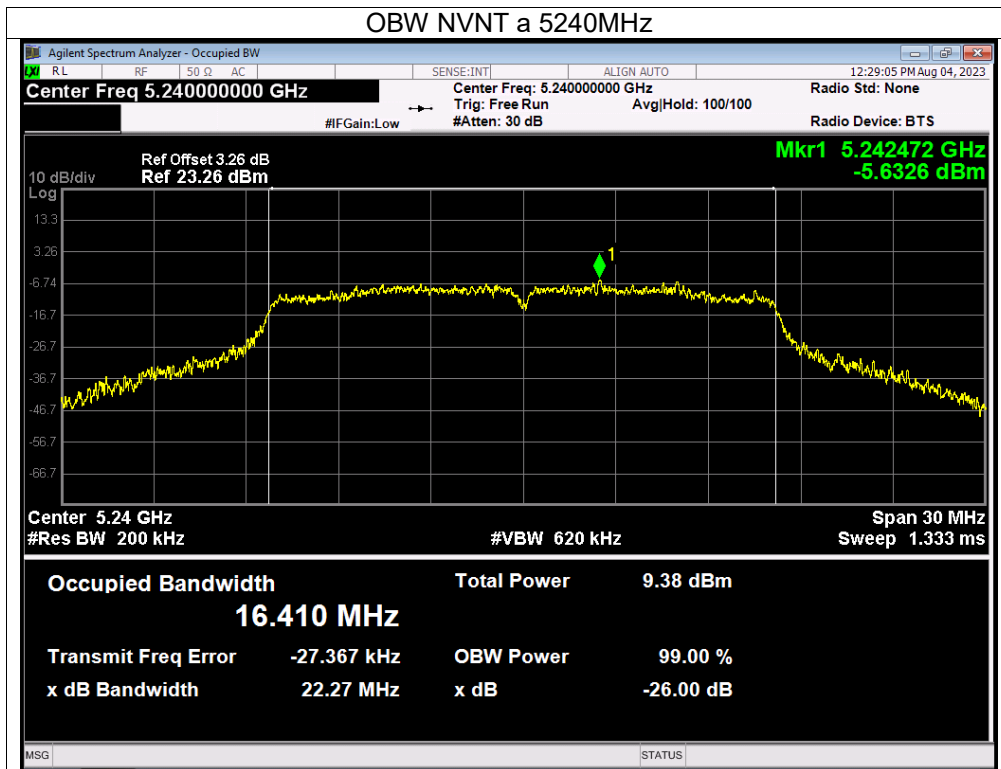 OBW NVNT a 5240MHz
Agilent Spectrum Analyzer - Occupied BW
LXI RL RF 50 Ω AC SENSE:INT ALIGN AUTO 12:29:05 PM Aug 04, 2023
Center Freq 5.240000000 GHz Center Freq: 5.240000000 GHz Radio Std: None
Trig: Free Run Avg|Hold: 100/100
#IFGain:Low #Atten: 30 dB Radio Device: BTS
Mkr1 5.242472 GHz
-5.6326 dBm
Ref Offset 3.26 dB
10 dB/div Ref 23.26 dBm
Log
13.3
3.26
-6.74
-16.7
-26.7
-36.7
-46.7
-56.7
-66.7
1
Center 5.24 GHz Span 30 MHz
#Res BW 200 kHz #VBW 620 kHz Sweep 1.333 ms
Occupied Bandwidth Total Power 9.38 dBm
16.410 MHz
Transmit Freq Error -27.367 kHz OBW Power 99.00 %
x dB Bandwidth 22.27 MHz x dB -26.00 dB
MSG STATUS